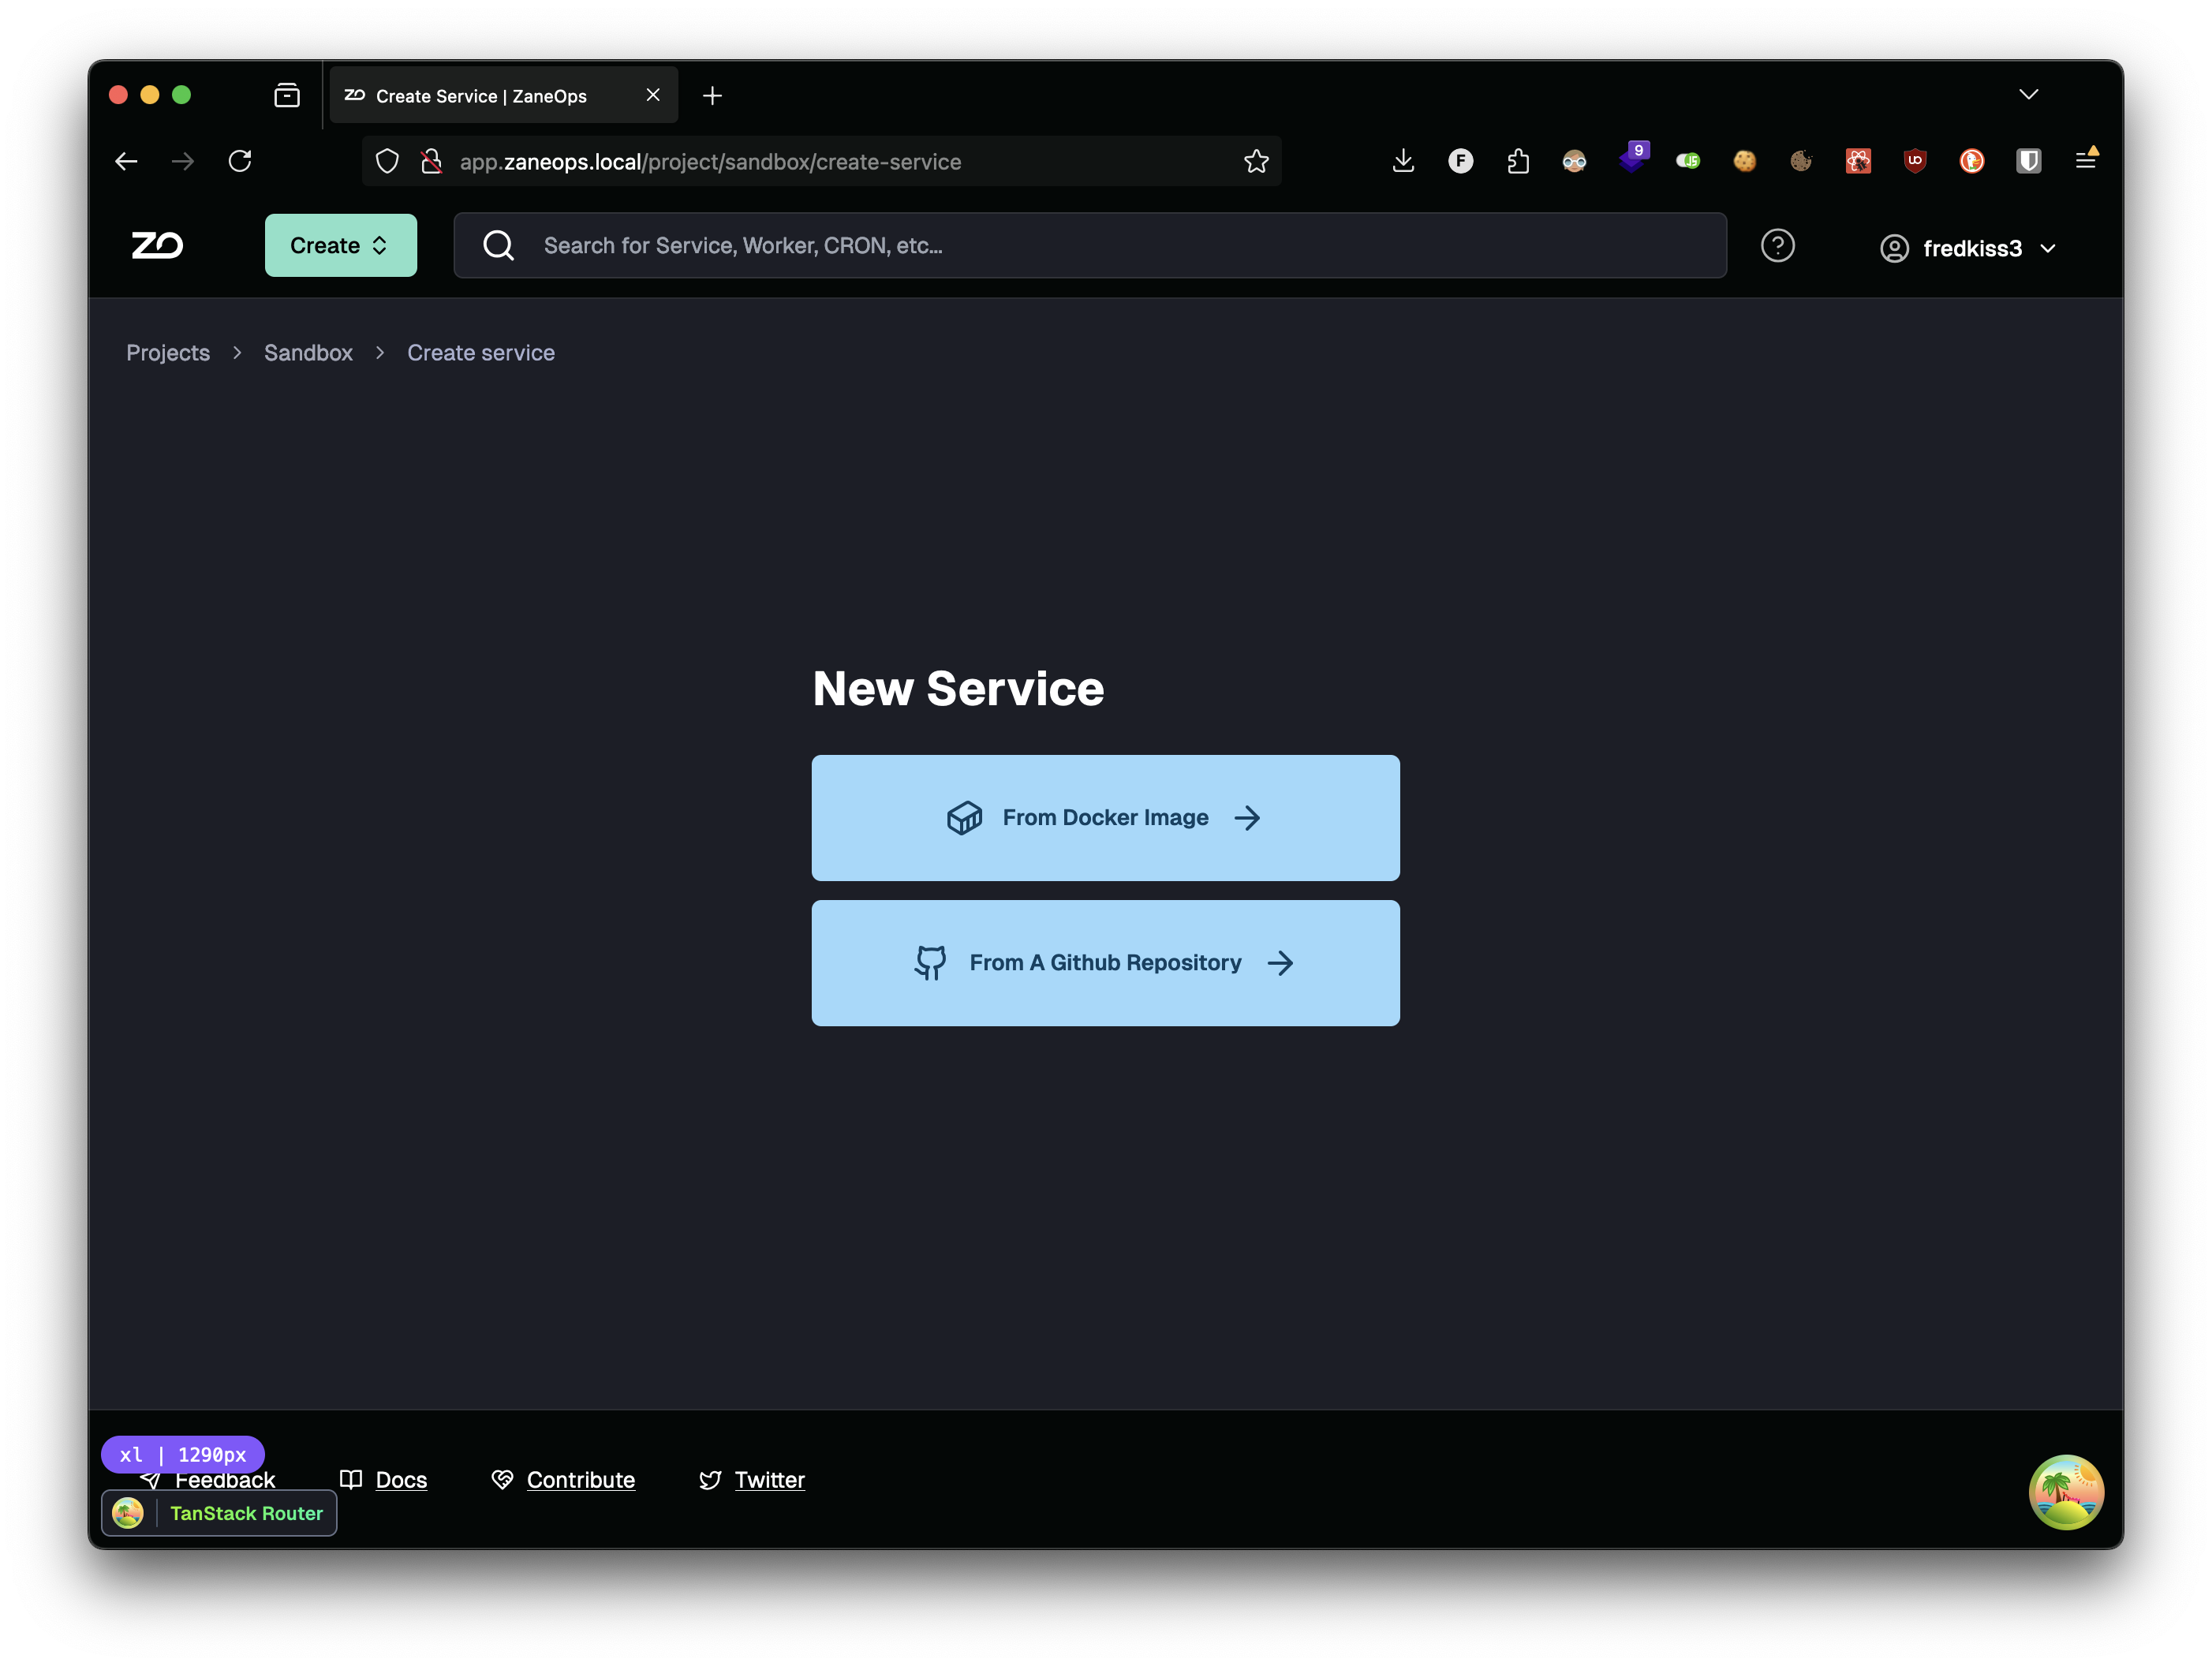 ZO Create Service | ZaneOps
app.zaneops.local/project/sandbox/create-service
9
F
JS
UO
ZO
Create
Search for Service, Worker, CRON, etc...
fredkiss3
Projects > Sandbox > Create service
New Service
From Docker Image
From A Github Repository
xl | 1290px
Feedback
Docs
Contribute
Twitter
TanStack Router